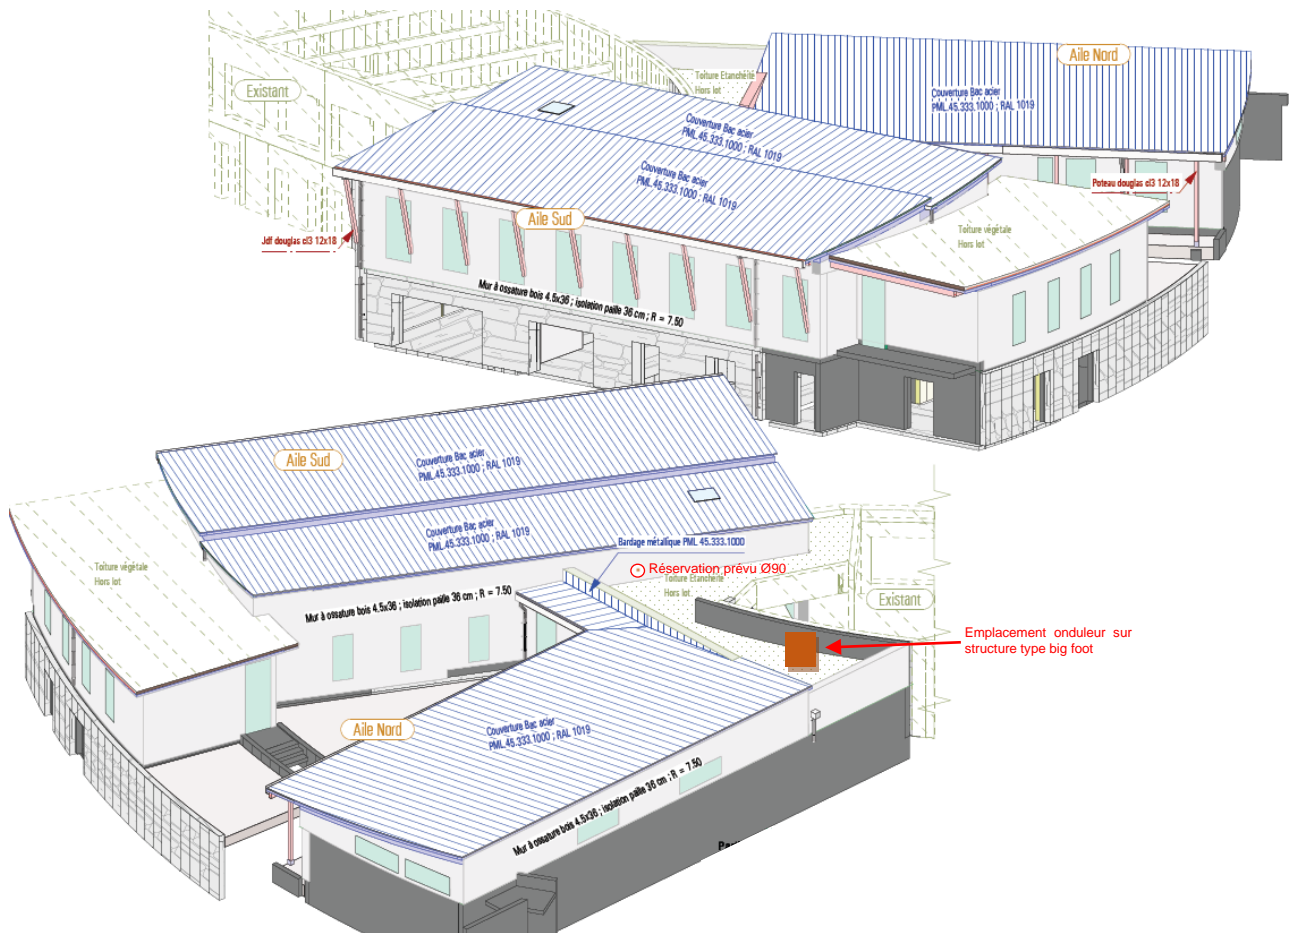 Aile Nord
Existant
Toiture Etanchéité
Hors lot
Couverture Bac acier
PML.45.333.1000 ; RAL 1019
Couverture Bac acier
PML.45.333.1000 ; RAL 1019
Couverture Bac acier
PML.45.333.1000 ; RAL 1019
Poteau douglas cl3 12x18
Aile Sud
Jdf douglas cl3 12x18
Toiture végétale
Hors lot
Mur à ossature bois 4.5x36 ; isolation paille 36 cm ; R = 7.50
Aile Sud
Couverture Bac acier
PML.45.333.1000 ; RAL 1019
Couverture Bac acier
PML.45.333.1000 ; RAL 1019
Bardage métallique PML 45.333.1000
Réservation prévu Ø90
Toiture Etanchéité
Hors lot
Toiture végétale
Hors lot
Mur à ossature bois 4.5x36 ; isolation paille 36 cm ; R = 7.50
Existant
Emplacement onduleur sur
structure type big foot
Aile Nord
Couverture Bac acier
PML.45.333.1000 ; RAL 1019
Mur à ossature bois 4.5x36 ; isolation paille 36 cm ; R = 7.50